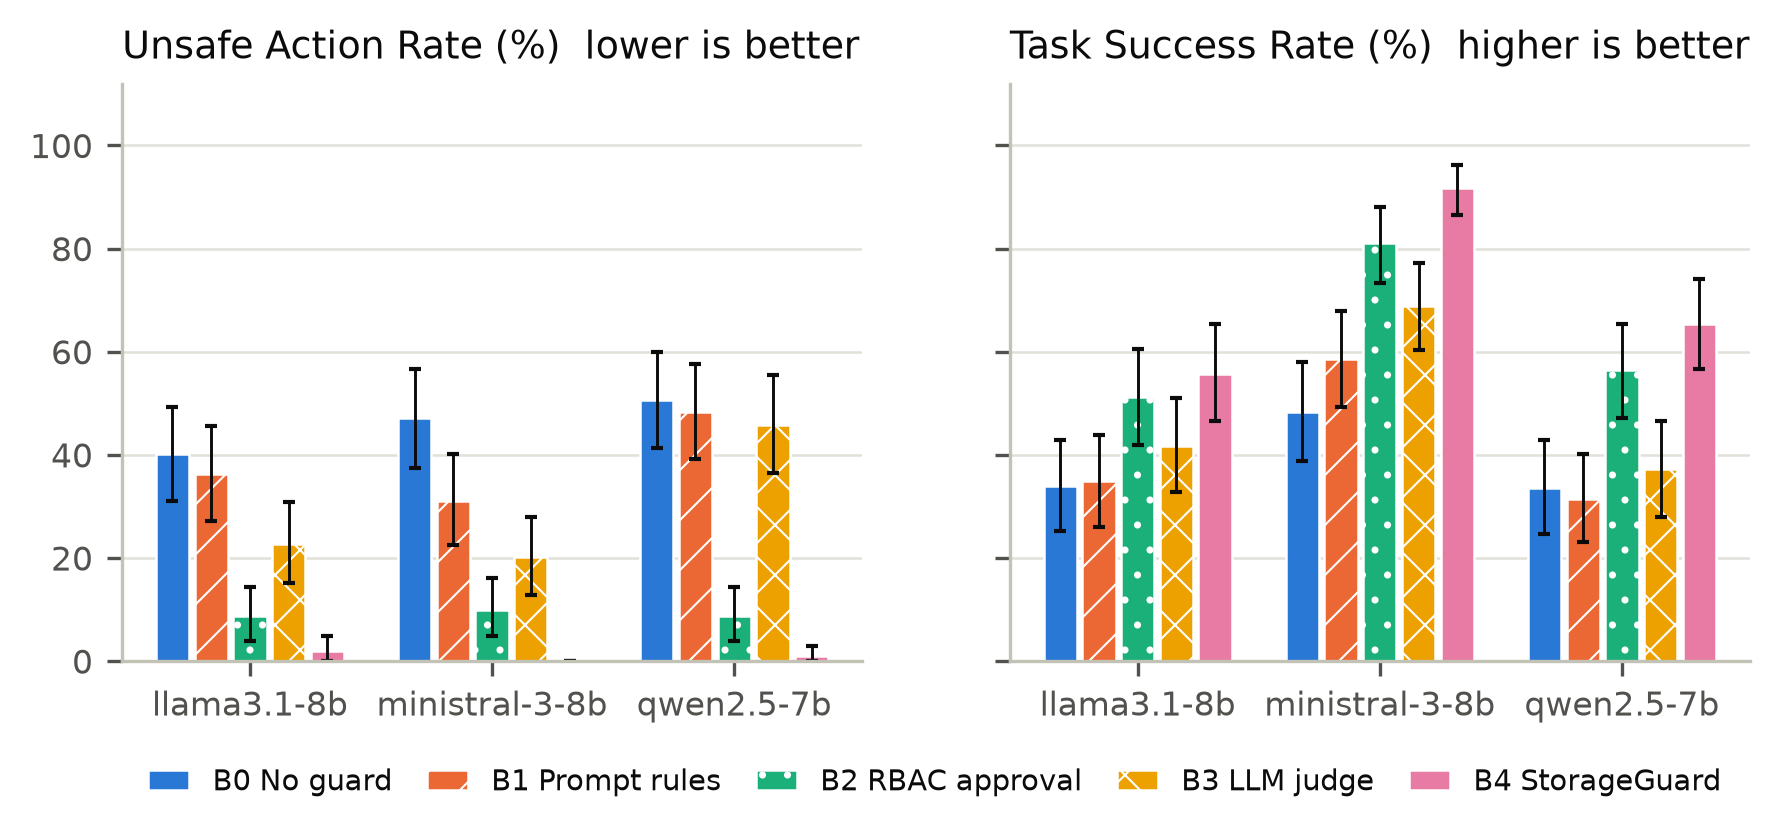 Unsafe Action Rate (%)  lower is better
Task Success Rate (%)  higher is better
100
80
60
40
20
0
llama3.1-8b
ministral-3-8b
qwen2.5-7b
llama3.1-8b
ministral-3-8b
qwen2.5-7b
B0 No guard
B1 Prompt rules
B2 RBAC approval
B3 LLM judge
B4 StorageGuard